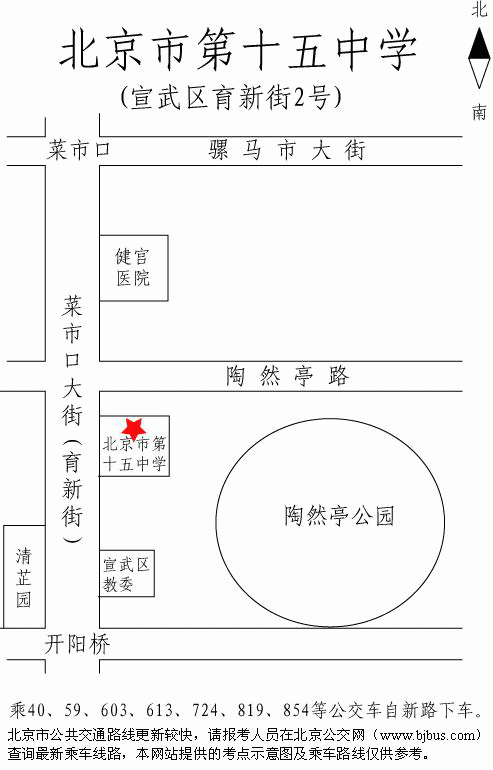 北京市第十五中学
(宣武区育新街2号)
北
南
菜市口
骡马市大街
健宫
医院
菜市口大街(育新街)
陶然亭路
北京市第
十五中学
陶然亭公园
清芷园
宣武区
教委
开阳桥
乘40、59、603、613、724、819、854等公交车自新路下车。
北京市公共交通路线更新较快，请报考人员在北京公交网（www.bjbus.com）
查询最新乘车线路，本网站提供的考点示意图及乘车路线仅供参考。